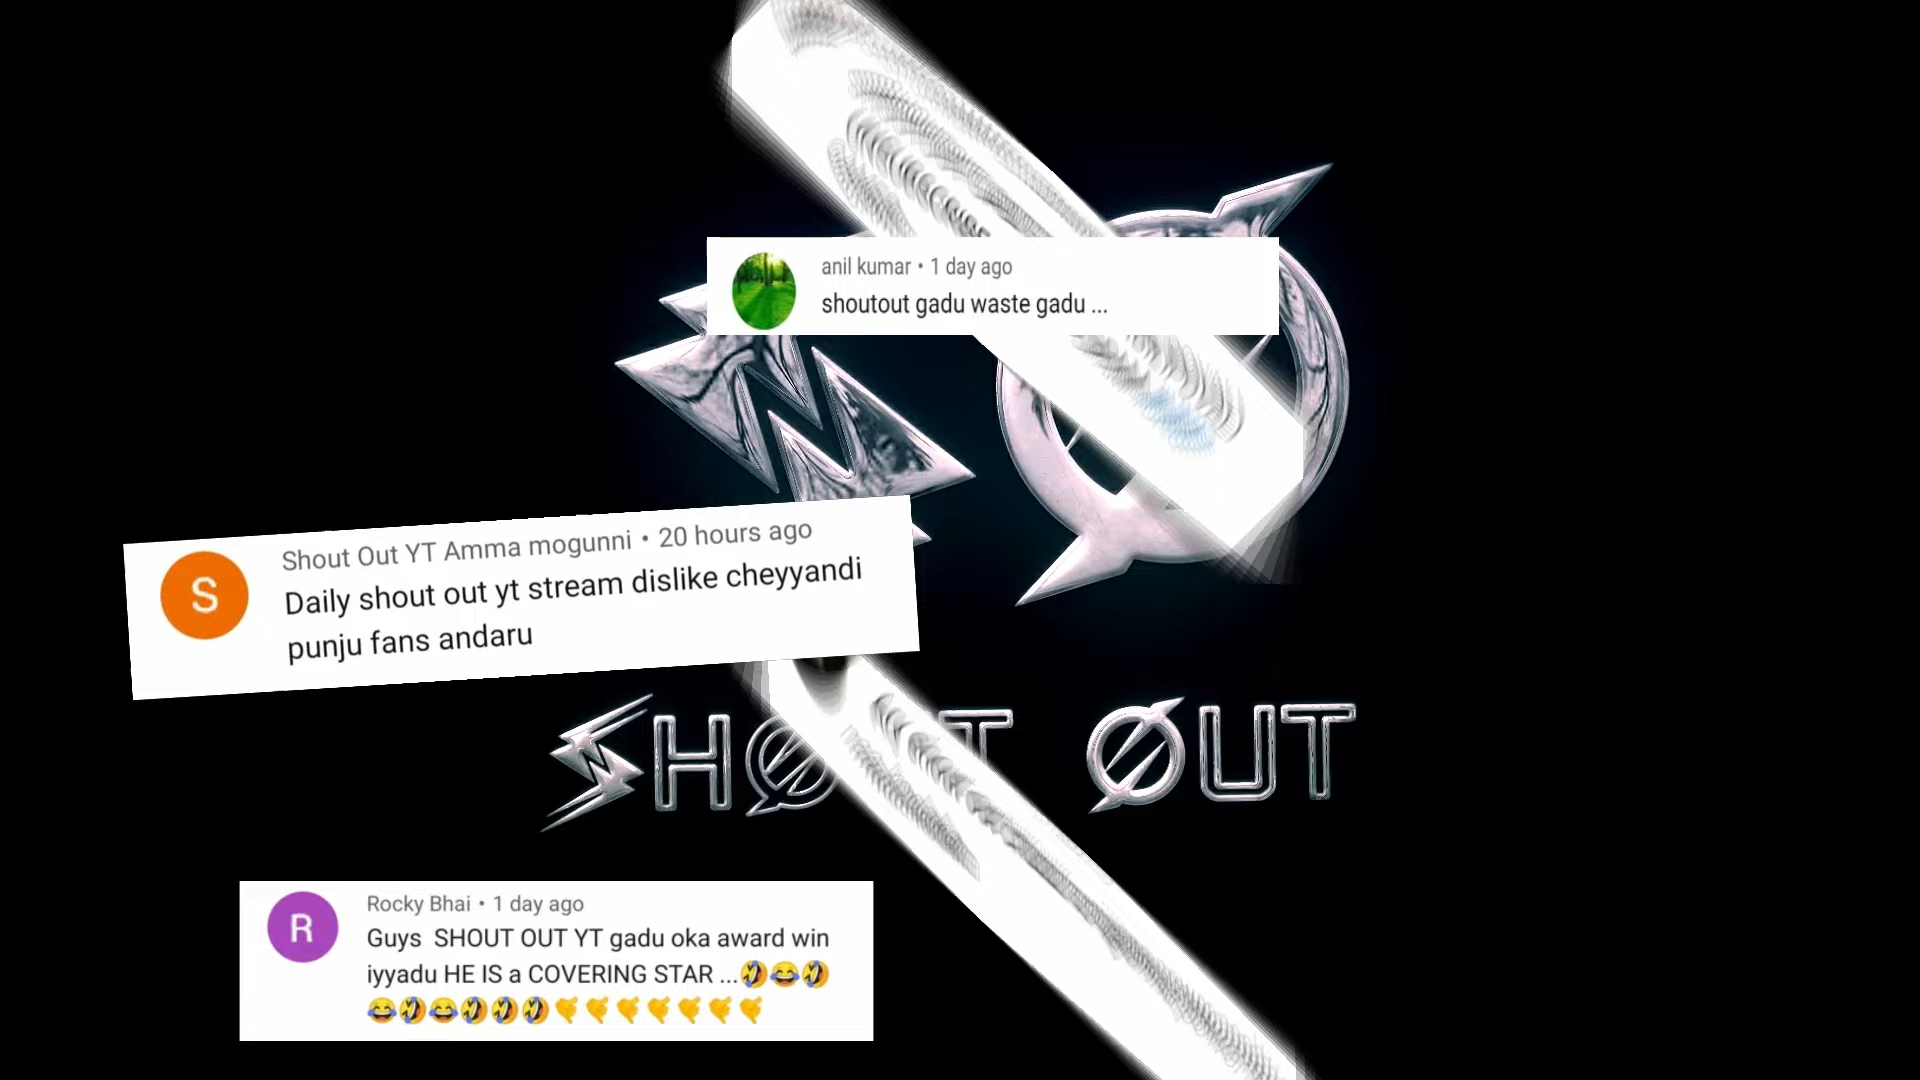 anil kumar • 1 day ago
shoutout gadu waste gadu ...
Shout Out YT Amma mogunni • 20 hours ago
S
Daily shout out yt stream dislike cheyyandi
punju fans andaru
SHOUT OUT
Rocky Bhai • 1 day ago
R
Guys SHOUT OUT YT gadu oka award win
iyyadu HE IS a COVERING STAR ...🤣😂🤣
😂🤣😂🤣🤣🤣🤙🤙🤙🤙🤙🤙🤙